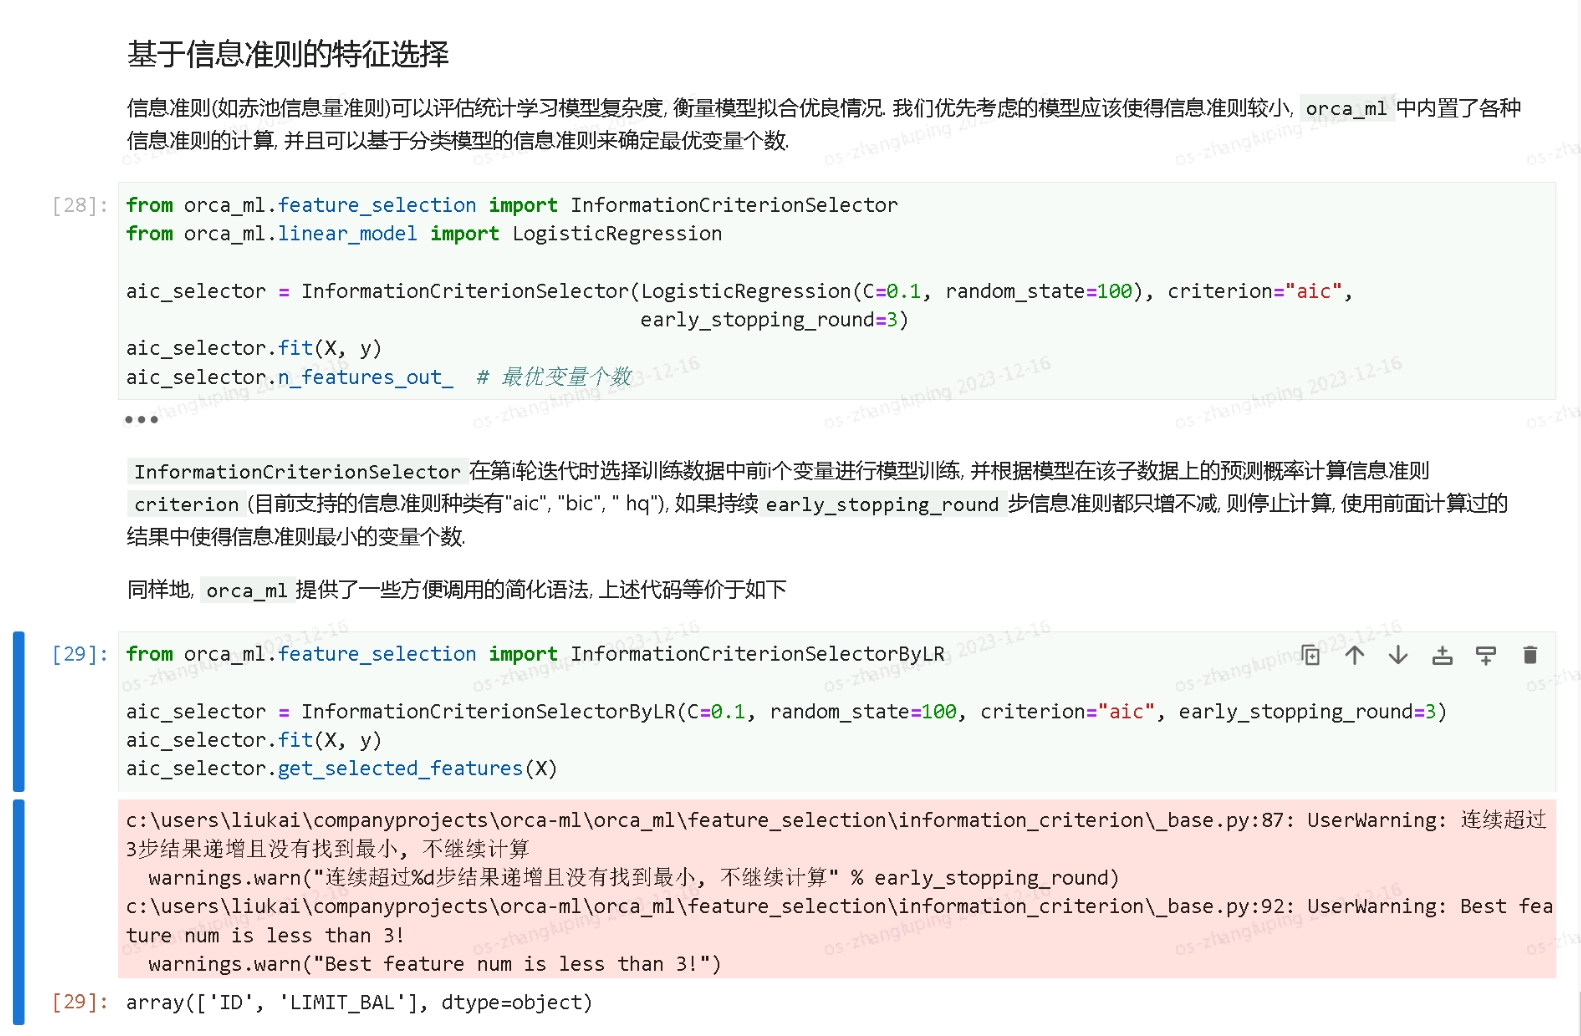 基于信息准则的特征选择
信息准则(如赤池信息量准则)可以评估统计学习模型复杂度, 衡量模型拟合优良情况. 我们优先考虑的模型应该使得信息准则较小, orca_ml 中内置了各种
信息准则的计算, 并且可以基于分类模型的信息准则来确定最优变量个数.
[28]: from orca_ml.feature_selection import InformationCriterionSelector
from orca_ml.linear_model import LogisticRegression
aic_selector = InformationCriterionSelector(LogisticRegression(C=0.1, random_state=100), criterion="aic",
early_stopping_round=3)
aic_selector.fit(X, y)
aic_selector.n_features_out_  # 最优变量个数
•••
InformationCriterionSelector 在第i轮迭代时选择训练数据中前i个变量进行模型训练, 并根据模型在该子数据上的预测概率计算信息准则
criterion (目前支持的信息准则种类有"aic", "bic", " hq"), 如果持续 early_stopping_round 步信息准则都只增不减, 则停止计算, 使用前面计算过的
结果中使得信息准则最小的变量个数.
同样地, orca_ml 提供了一些方便调用的简化语法, 上述代码等价于如下
[29]: from orca_ml.feature_selection import InformationCriterionSelectorByLR
aic_selector = InformationCriterionSelectorByLR(C=0.1, random_state=100, criterion="aic", early_stopping_round=3)
aic_selector.fit(X, y)
aic_selector.get_selected_features(X)
c:\users\liukai\companyprojects\orca-ml\orca_ml\feature_selection\information_criterion\_base.py:87: UserWarning: 连续超过
3步结果递增且没有找到最小, 不继续计算
warnings.warn("连续超过%d步结果递增且没有找到最小, 不继续计算" % early_stopping_round)
c:\users\liukai\companyprojects\orca-ml\orca_ml\feature_selection\information_criterion\_base.py:92: UserWarning: Best fea
ture num is less than 3!
warnings.warn("Best feature num is less than 3!")
[29]: array(['ID', 'LIMIT_BAL'], dtype=object)